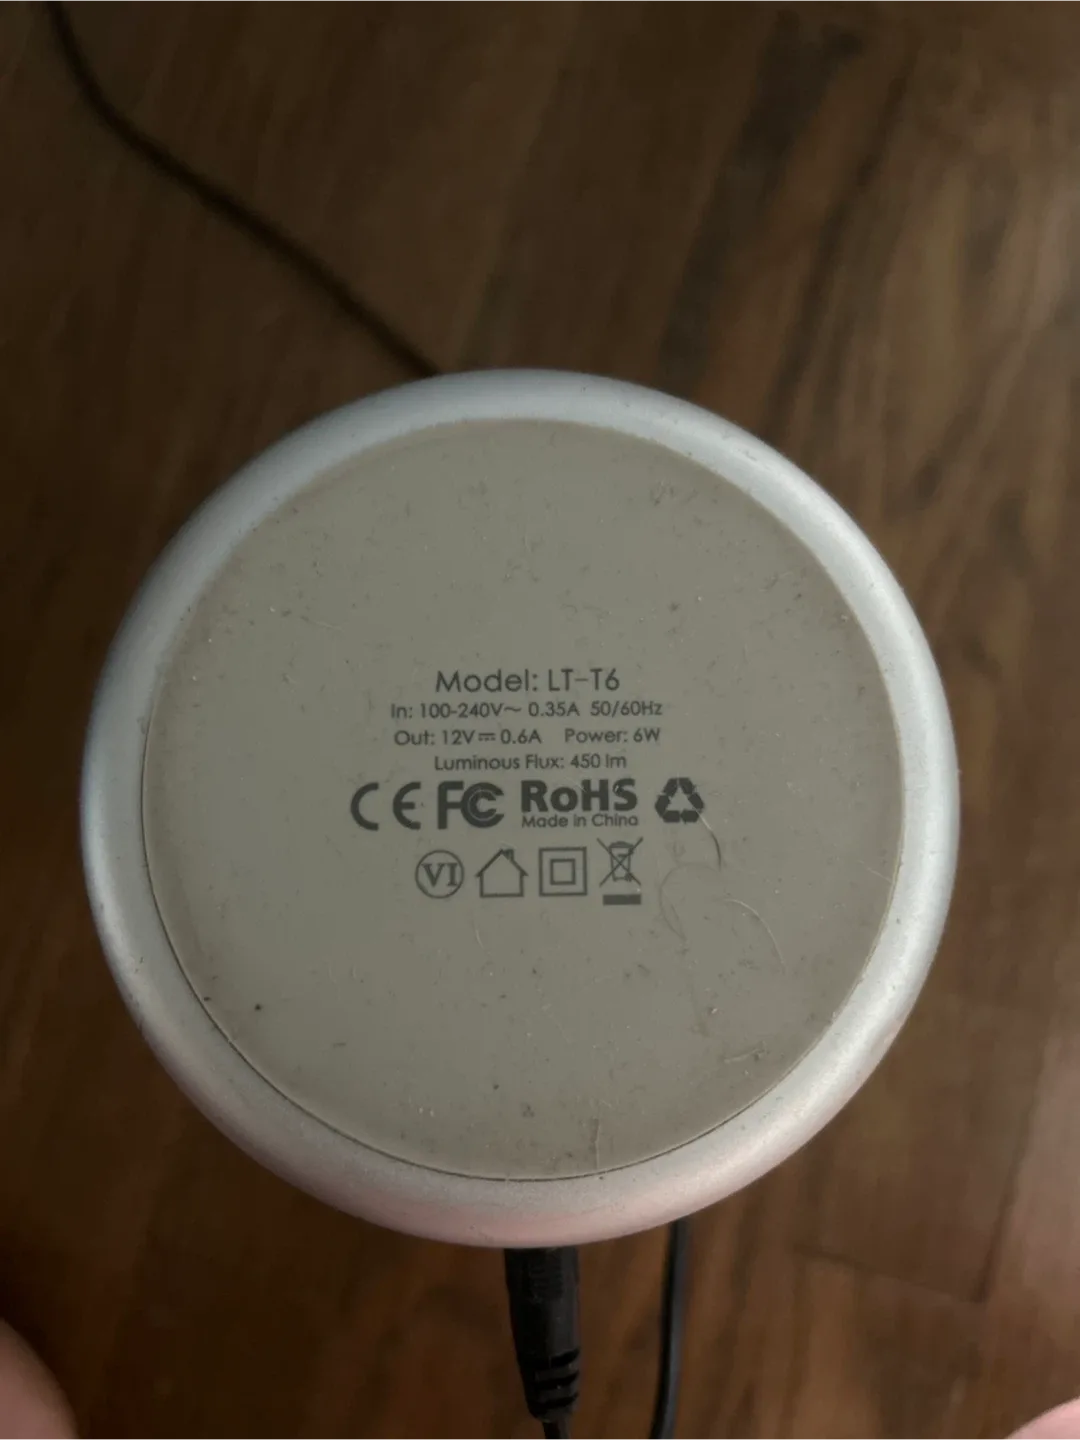 Model: LT-T6
In: 100-240V~ 0.35A 50/60Hz
Out: 12V⎓0.6A Power: 6W
Luminous Flux: 450 lm
CE FC RoHS
Made in China
VI